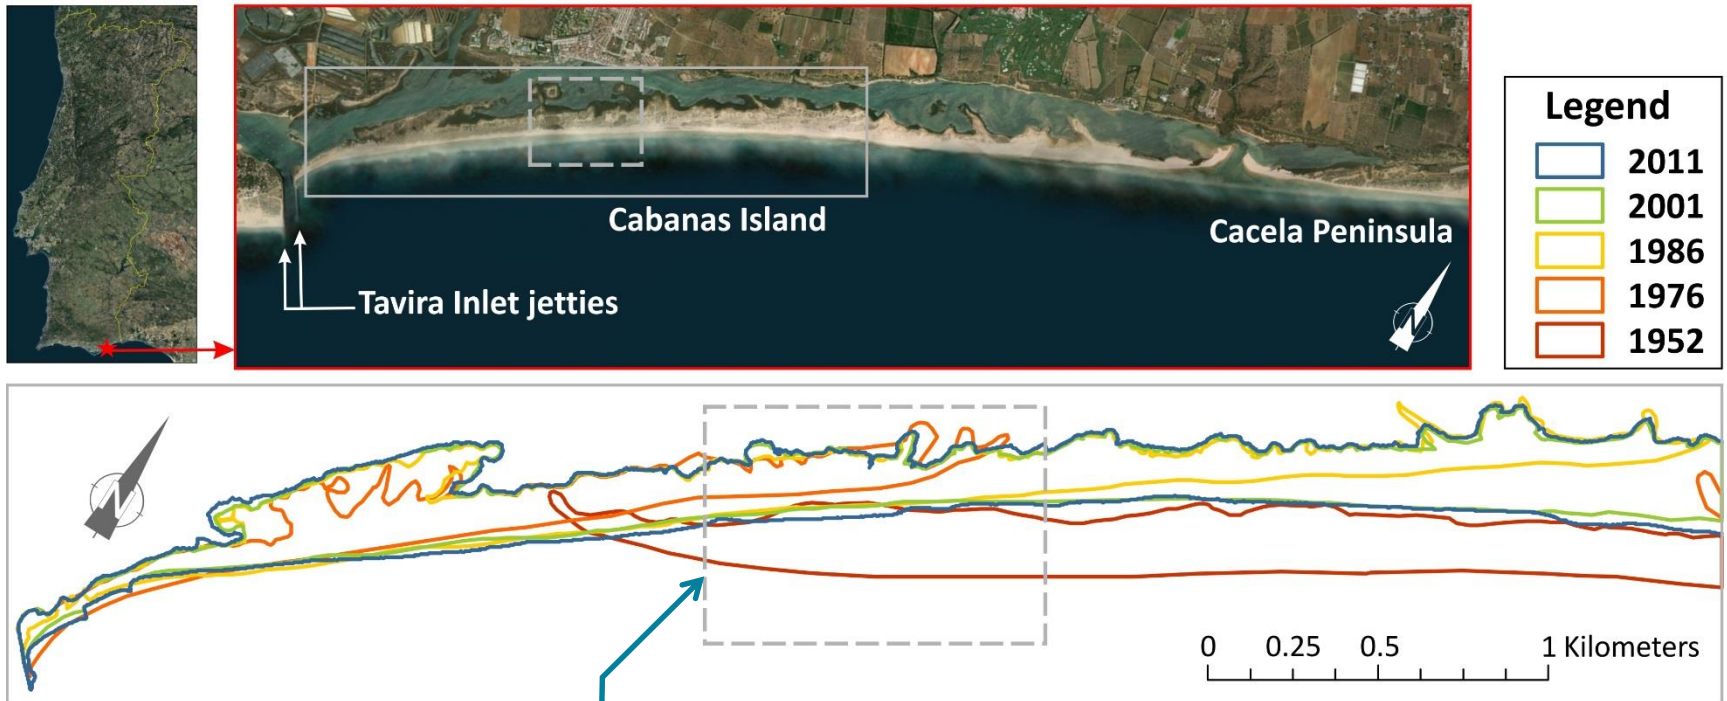 Cabanas Island
Cacela Peninsula
Tavira Inlet jetties
N
Legend
2011
2001
1986
1976
1952
N
0 0.25 0.5 1 Kilometers